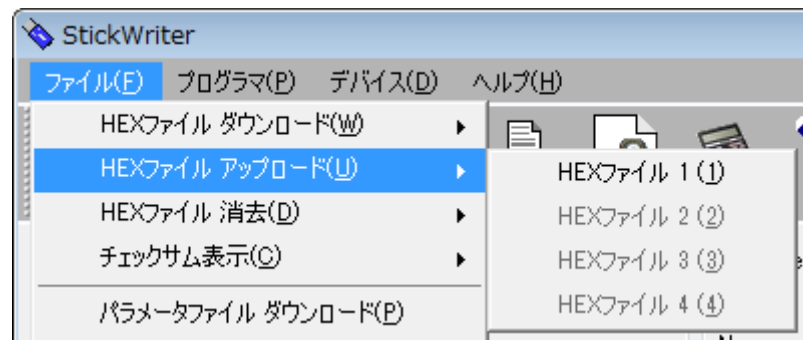 StickWriter
ファイル(F) プログラマ(P) デバイス(D) ヘルプ(H)
HEXファイル ダウンロード(W)
HEXファイル アップロード(U)
HEXファイル 消去(D)
チェックサム表示(C)
パラメータファイル ダウンロード(P)
HEXファイル 1 (1)
HEXファイル 2 (2)
HEXファイル 3 (3)
HEXファイル 4 (4)